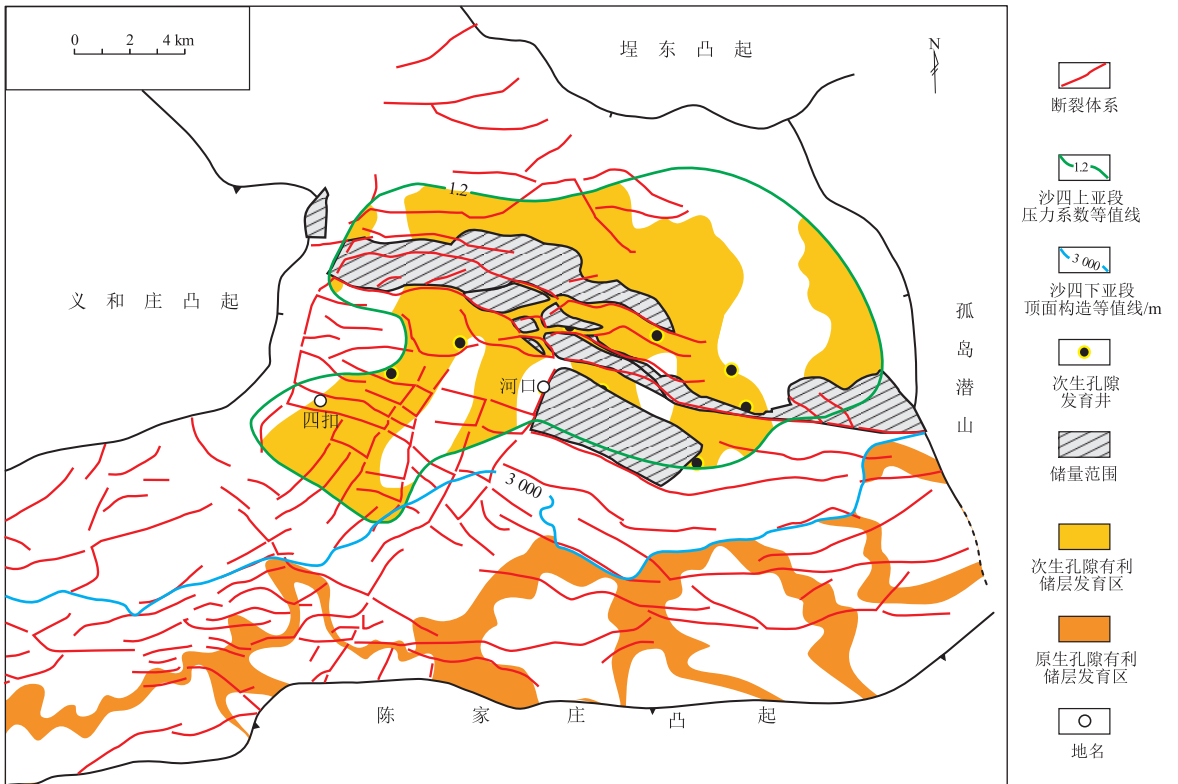 0 2 4 km
埕东凸起
N
1.2
义和庄凸起
孤岛潜山
河口
四扣
3 000
陈家庄凸起
断裂体系
1.2
沙四上亚段
压力系数等值线
3 000
沙四下亚段
顶面构造等值线/m
次生孔隙
发育井
储量范围
次生孔隙有利
储层发育区
原生孔隙有利
储层发育区
地名